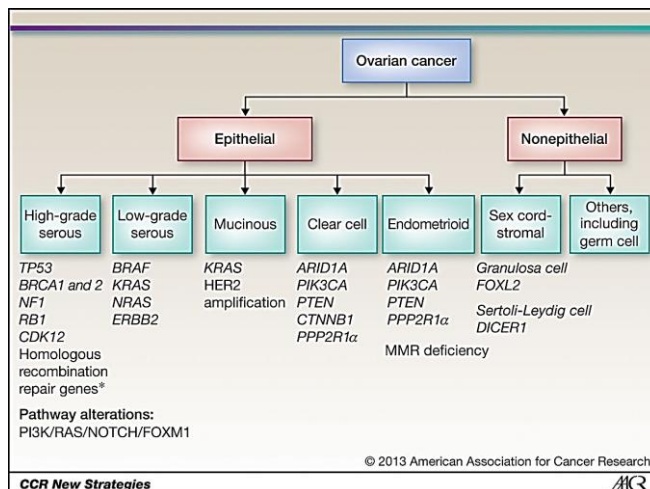 Ovarian cancer
Epithelial
Nonepithelial
High-grade
serous
Low-grade
serous
Mucinous
Clear cell
Endometrioid
Sex cord-
stromal
Others,
including
germ cell
TP53
BRCA1 and 2
NF1
RB1
CDK12
Homologous
recombination
repair genes*
Pathway alterations:
PI3K/RAS/NOTCH/FOXM1
BRAF
KRAS
NRAS
ERBB2
KRAS
HER2
amplification
ARID1A
PIK3CA
PTEN
CTNNB1
PPP2R1α
ARID1A
PIK3CA
PTEN
PPP2R1α
MMR deficiency
Granulosa cell
FOXL2
Sertoli-Leydig cell
DICER1
© 2013 American Association for Cancer Research
CCR New Strategies
AACR